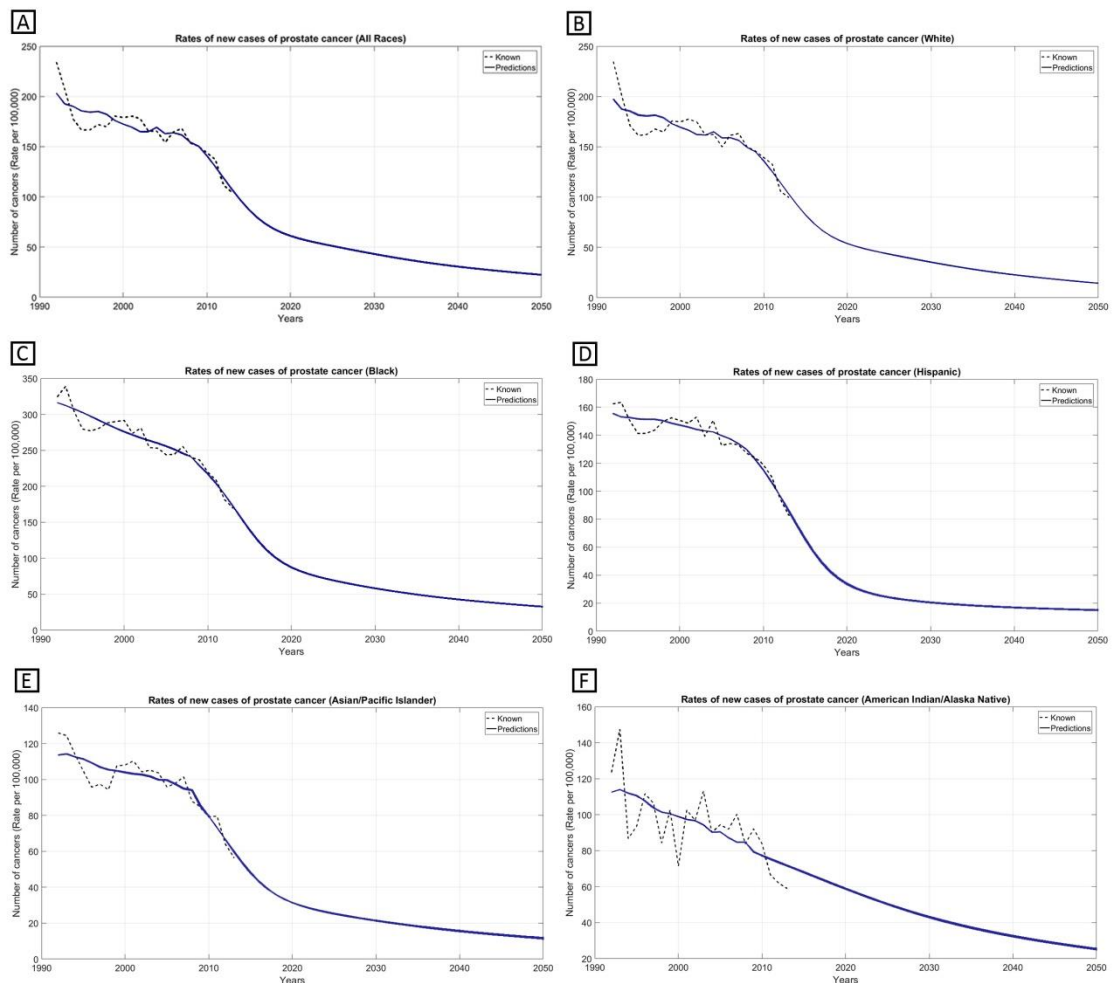 A
Rates of new cases of prostate cancer (All Races)
Known
Predictions
Number of cancers (Rate per 100,000)
250
200
150
100
50
0
1990 2000 2010 2020 2030 2040 2050
Years
B
Rates of new cases of prostate cancer (White)
Known
Predictions
Number of cancers (Rate per 100,000)
250
200
150
100
50
0
1990 2000 2010 2020 2030 2040 2050
Years
C
Rates of new cases of prostate cancer (Black)
Known
Predictions
Number of cancers (Rate per 100,000)
350
300
250
200
150
100
50
0
1990 2000 2010 2020 2030 2040 2050
Years
D
Rates of new cases of prostate cancer (Hispanic)
Known
Predictions
Number of cancers (Rate per 100,000)
180
160
140
120
100
80
60
40
20
0
1990 2000 2010 2020 2030 2040 2050
Years
E
Rates of new cases of prostate cancer (Asian/Pacific Islander)
Known
Predictions
Number of cancers (Rate per 100,000)
140
120
100
80
60
40
20
0
1990 2000 2010 2020 2030 2040 2050
Years
F
Rates of new cases of prostate cancer (American Indian/Alaska Native)
Known
Predictions
Number of cancers (Rate per 100,000)
160
140
120
100
80
60
40
20
1990 2000 2010 2020 2030 2040 2050
Years